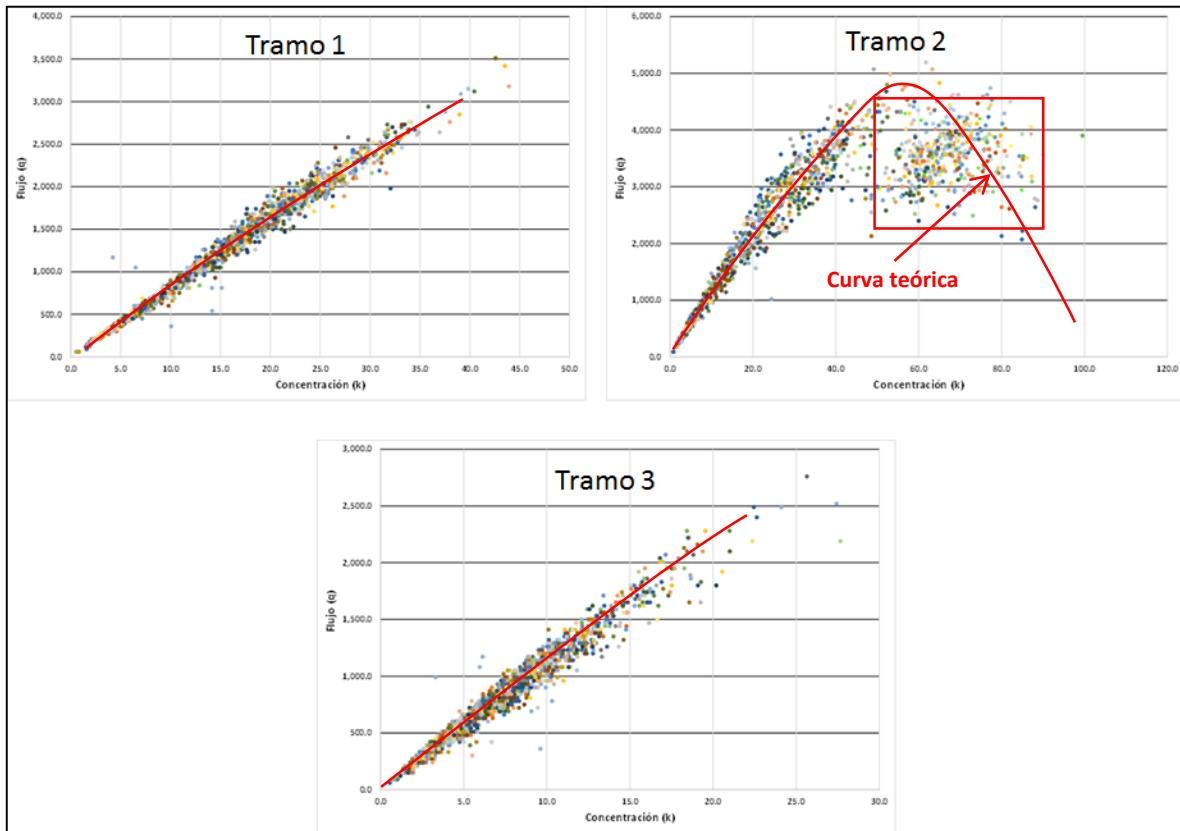 Tramo 1
4,000.0
3,500.0
3,000.0
2,500.0
2,000.0
1,500.0
1,000.0
500.0
0.0
Flujo (q)
0.0 5.0 10.0 15.0 20.0 25.0 30.0 35.0 40.0 45.0 50.0
Concentración (k)
Tramo 2
6,000.0
5,000.0
4,000.0
3,000.0
2,000.0
1,000.0
0.0
Flujo (q)
Curva teórica
0.0 20.0 40.0 60.0 80.0 100.0 120.0
Concentración (k)
Tramo 3
3,000.0
2,500.0
2,000.0
1,500.0
1,000.0
500.0
0.0
Flujo (q)
0.0 5.0 10.0 15.0 20.0 25.0 30.0
Concentración (k)